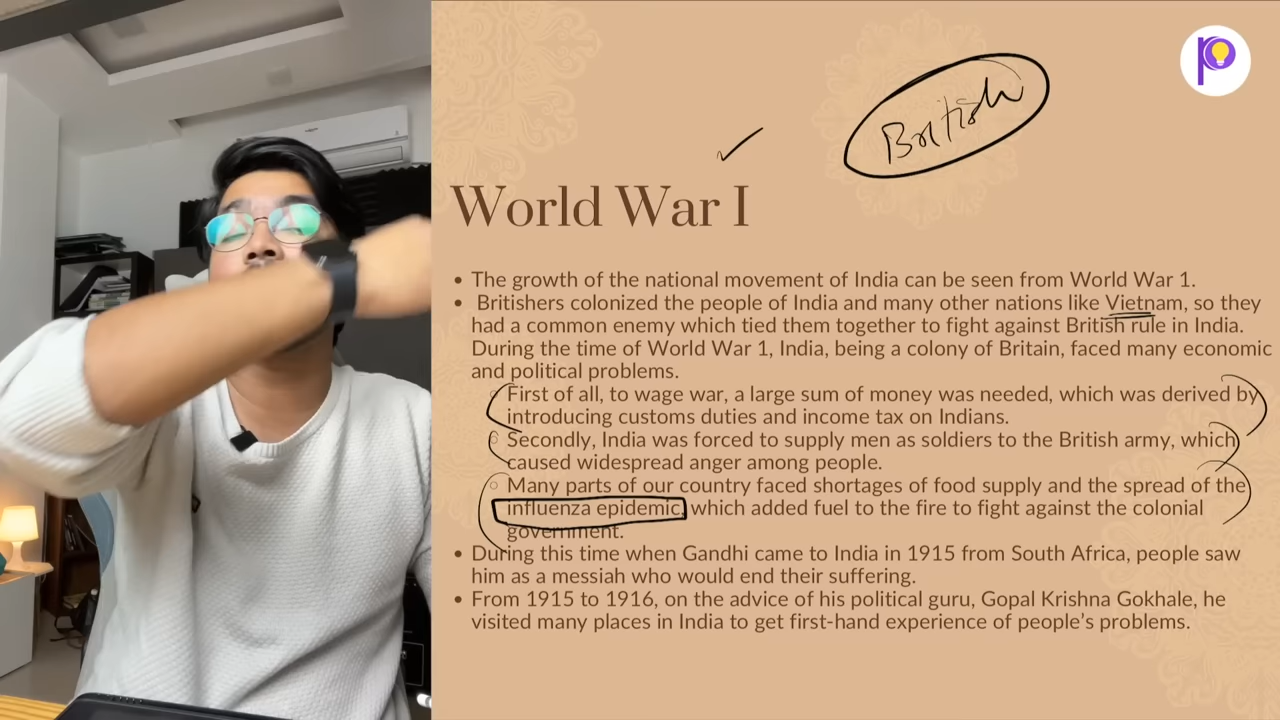 British
World War I
• The growth of the national movement of India can be seen from World War 1.
• Britishers colonized the people of India and many other nations like Vietnam, so they
had a common enemy which tied them together to fight against British rule in India.
During the time of World War 1, India, being a colony of Britain, faced many economic
and political problems.
○ First of all, to wage war, a large sum of money was needed, which was derived by
introducing customs duties and income tax on Indians.
○ Secondly, India was forced to supply men as soldiers to the British army, which
caused widespread anger among people.
○ Many parts of our country faced shortages of food supply and the spread of the
influenza epidemic, which added fuel to the fire to fight against the colonial
government.
• During this time when Gandhi came to India in 1915 from South Africa, people saw
him as a messiah who would end their suffering.
• From 1915 to 1916, on the advice of his political guru, Gopal Krishna Gokhale, he
visited many places in India to get first-hand experience of people’s problems.